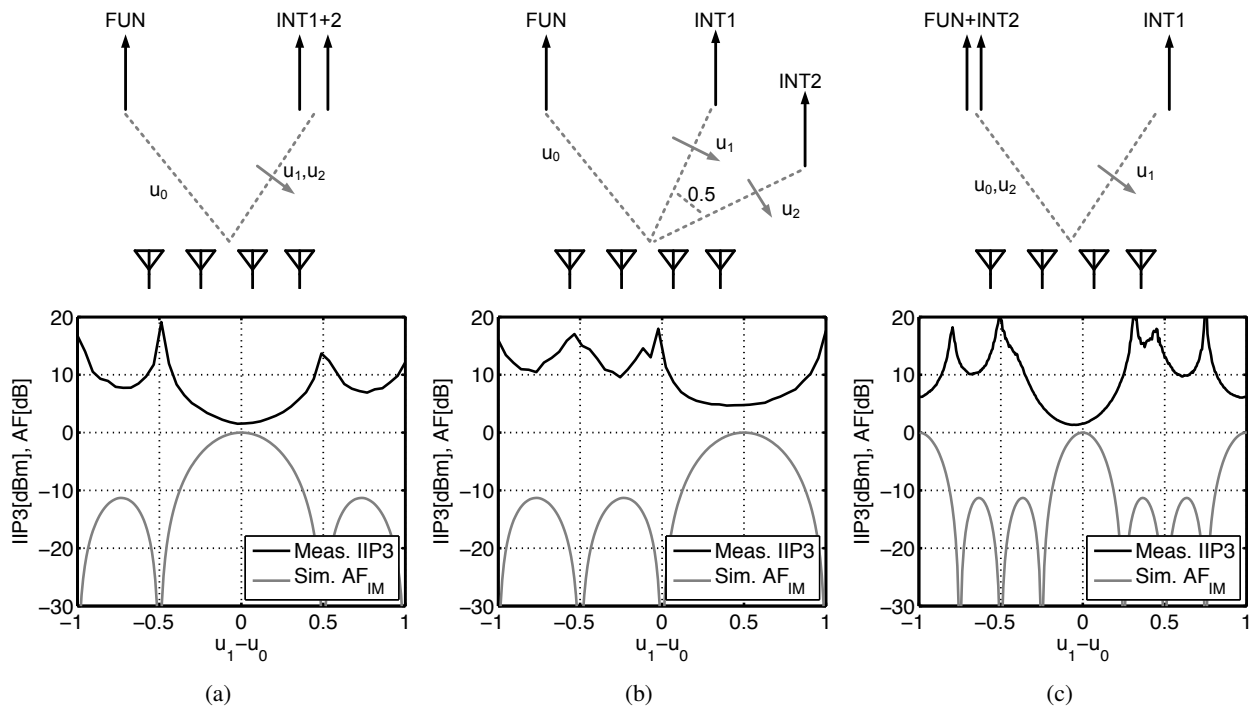 FUN
INT1+2
u0
u1,u2
FUN
INT1
INT2
u0
u1
0.5
u2
FUN+INT2
INT1
u0,u2
u1
IIP3[dBm], AF[dB]
20
10
0
−10
−20
−30
Meas. IIP3
Sim. AFIM
−1
−0.5
0
0.5
1
u1−u0
(a)
IIP3[dBm], AF[dB]
20
10
0
−10
−20
−30
Meas. IIP3
Sim. AFIM
−1
−0.5
0
0.5
1
u1−u0
(b)
IIP3[dBm], AF[dB]
20
10
0
−10
−20
−30
Meas. IIP3
Sim. AFIM
−1
−0.5
0
0.5
1
u1−u0
(c)